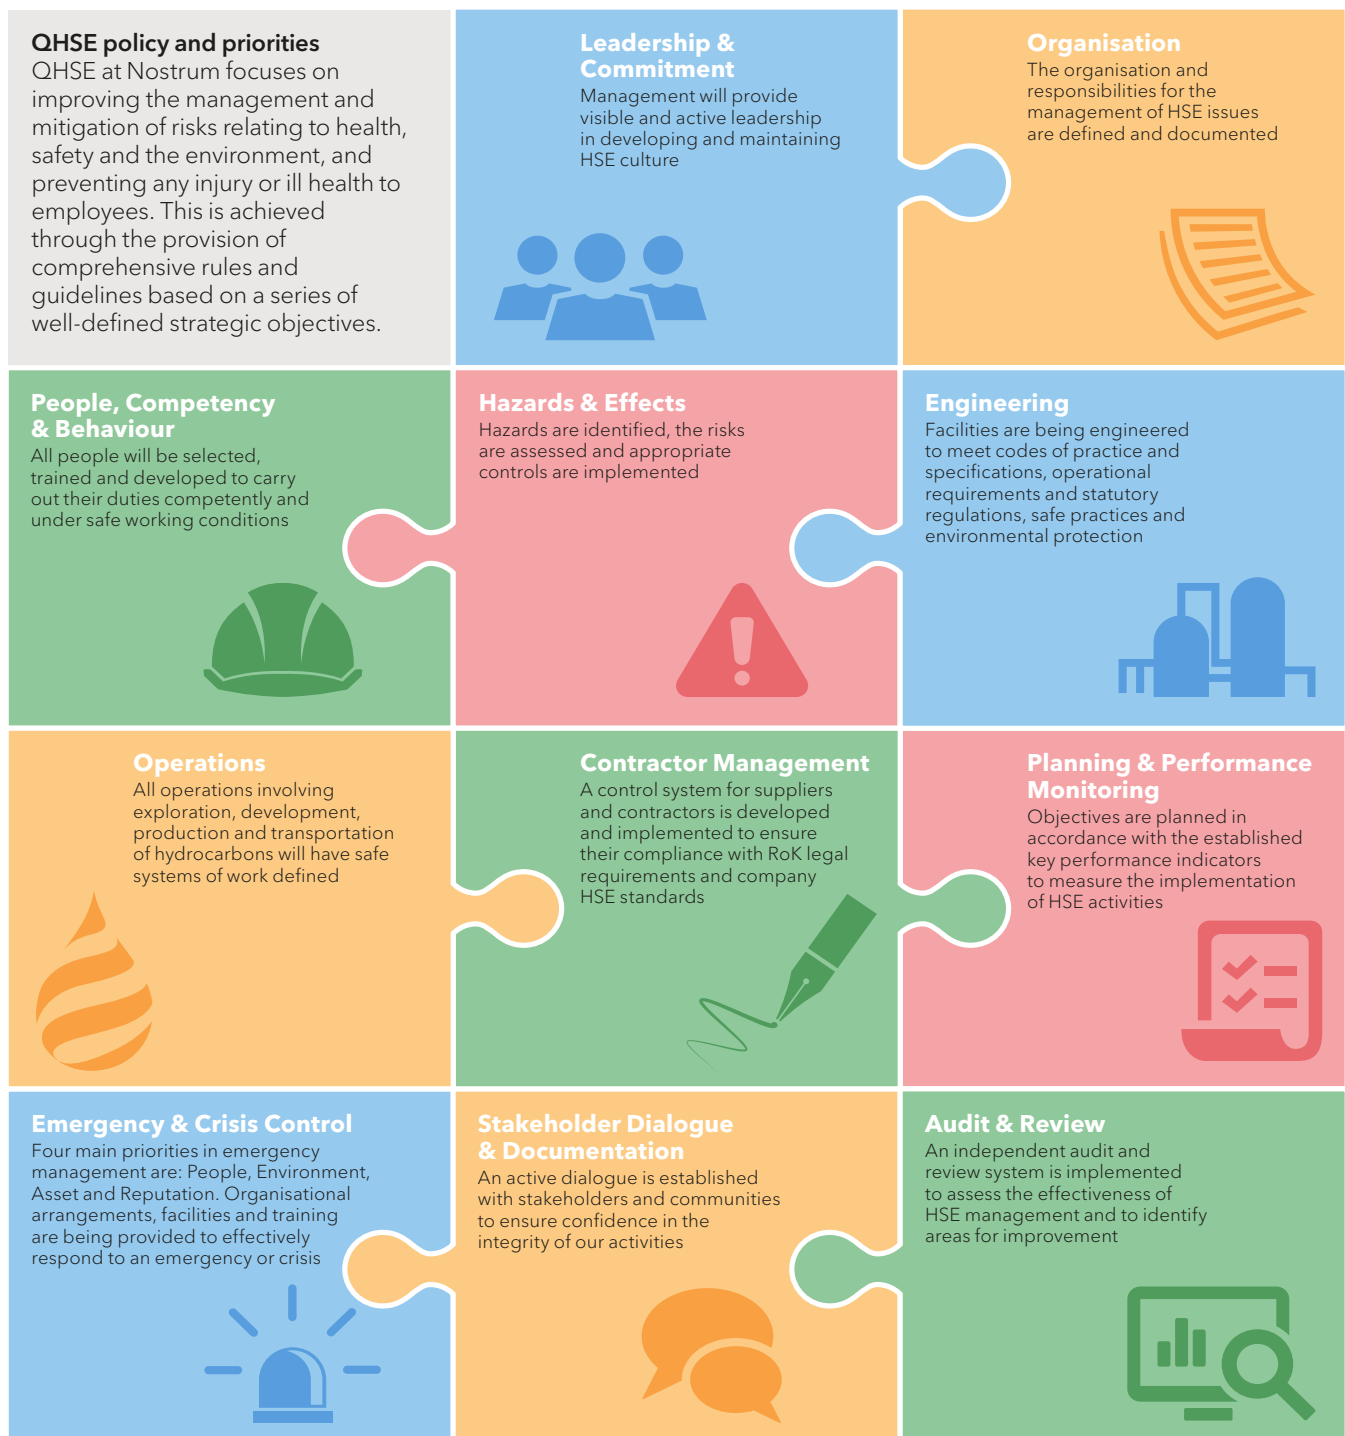 QHSE policy and priorities
QHSE at Nostrum focuses on
improving the management and
mitigation of risks relating to health,
safety and the environment, and
preventing any injury or ill health to
employees. This is achieved
through the provision of
comprehensive rules and
guidelines based on a series of
well-defined strategic objectives.
Leadership &
Commitment
Management will provide
visible and active leadership
in developing and maintaining
HSE culture
Organisation
The organisation and
responsibilities for the
management of HSE issues
are defined and documented
People, Competency
& Behaviour
All people will be selected,
trained and developed to carry
out their duties competently and
under safe working conditions
Hazards & Effects
Hazards are identified, the risks
are assessed and appropriate
controls are implemented
Engineering
Facilities are being engineered
to meet codes of practice and
specifications, operational
requirements and statutory
regulations, safe practices and
environmental protection
Operations
All operations involving
exploration, development,
production and transportation
of hydrocarbons will have safe
systems of work defined
Contractor Management
A control system for suppliers
and contractors is developed
and implemented to ensure
their compliance with RoK legal
requirements and company
HSE standards
Planning & Performance
Monitoring
Objectives are planned in
accordance with the established
key performance indicators
to measure the implementation
of HSE activities
Emergency & Crisis Control
Four main priorities in emergency
management are: People, Environment,
Asset and Reputation. Organisational
arrangements, facilities and training
are being provided to effectively
respond to an emergency or crisis
Stakeholder Dialogue
& Documentation
An active dialogue is established
with stakeholders and communities
to ensure confidence in the
integrity of our activities
Audit & Review
An independent audit and
review system is implemented
to assess the effectiveness of
HSE management and to identify
areas for improvement